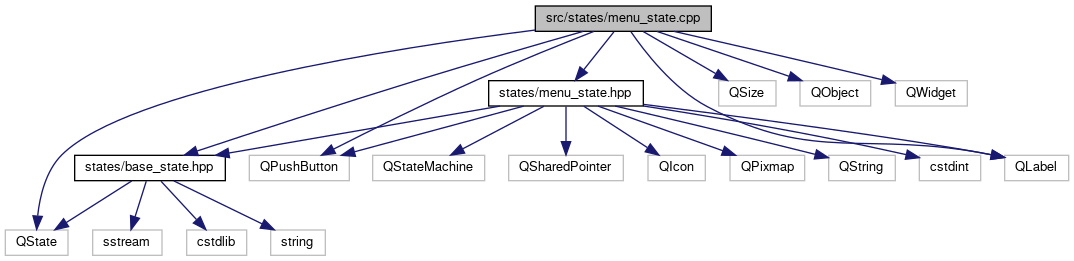 src/states/menu_state.cpp
states/menu_state.hpp
QSize
QObject
QWidget
states/base_state.hpp
QPushButton
QStateMachine
QSharedPointer
QIcon
QPixmap
QString
cstdint
QLabel
QState
sstream
cstdlib
string